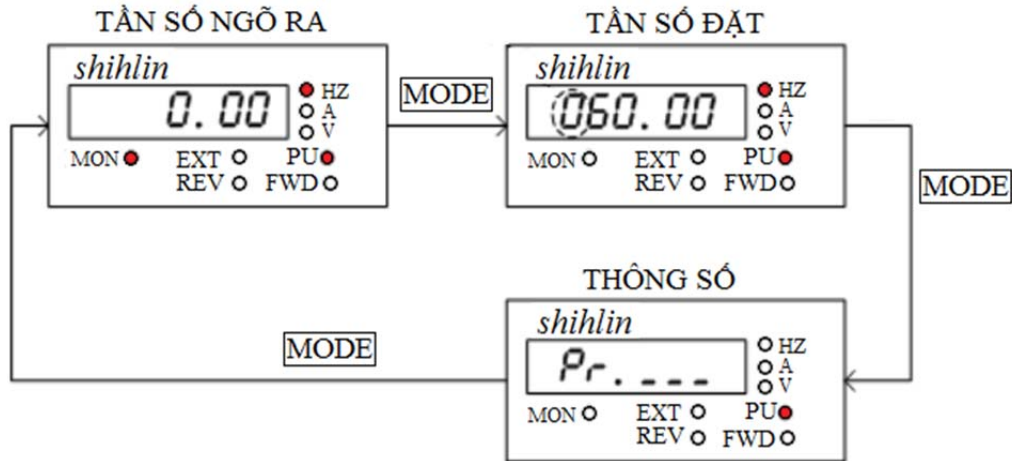 TẦN SỐ NGÕ RA
shihlin
0.00
HZ
A
V
MON
EXT
PU
REV
FWD
MODE
TẦN SỐ ĐẶT
shihlin
060.00
HZ
A
V
MON
EXT
PU
REV
FWD
MODE
THÔNG SỐ
shihlin
Pr.___
HZ
A
V
MON
EXT
PU
REV
FWD
MODE